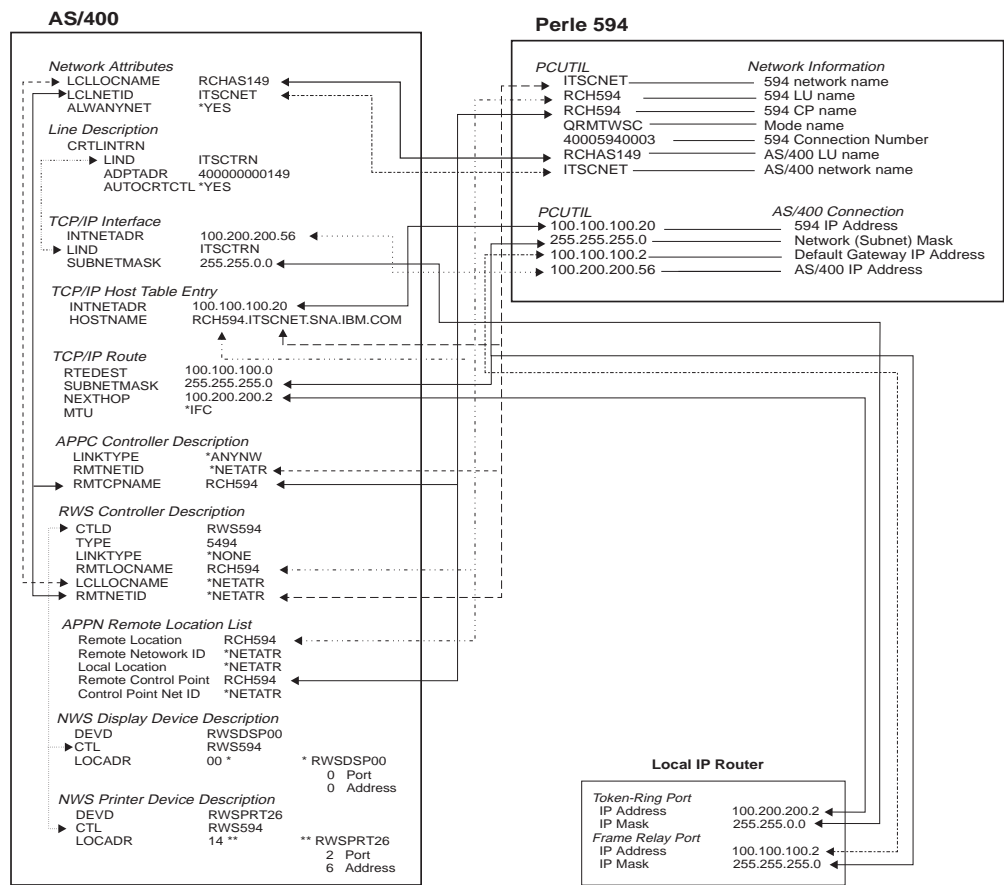 AS/400
Network Attributes
LCLLOCNAME RCHAS149
LCLNETID ITSCNET
ALWANYNET *YES
Line Description
CRTLINTRN
LIND ITSCTRN
ADPTADR 400000000149
AUTOCRTCTL *YES
TCP/IP Interface
INTNETADR 100.200.200.56
LIND ITSCTRN
SUBNETMASK 255.255.0.0
TCP/IP Host Table Entry
INTNETADR 100.100.100.20
HOSTNAME RCH594.ITSCNET.SNA.IBM.COM
TCP/IP Route
RTEDEST 100.100.100.0
SUBNETMASK 255.255.255.0
NEXTHOP 100.200.200.2
MTU *IFC
APPC Controller Description
LINKTYPE *ANYNW
RMTNETID *NETATR
RMTCPNAME RCH594
RWS Controller Description
CTLD RWS594
TYPE 5494
LINKTYPE *NONE
RMTLOCNAME RCH594
LCLLOCNAME *NETATR
RMTNETID *NETATR
APPN Remote Location List
Remote Location RCH594
Remote Netowork ID *NETATR
Local Location *NETATR
Remote Control Point RCH594
Control Point Net ID *NETATR
NWS Display Device Description
DEVD RWSDSP00
CTL RWS594
LOCADR 00 * * RWSDSP00
0 Port
0 Address
NWS Printer Device Description
DEVD RWSPRT26
CTL RWS594
LOCADR 14 ** ** RWSPRT26
2 Port
6 Address
Perle 594
PCUTIL Network Information
ITSCNET 594 network name
RCH594 594 LU name
RCH594 594 CP name
QRMTWSC Mode name
40005940003 594 Connection Number
RCHAS149 AS/400 LU name
ITSCNET AS/400 network name
PCUTIL AS/400 Connection
100.100.100.20 594 IP Address
255.255.255.0 Network (Subnet) Mask
100.100.100.2 Default Gateway IP Address
100.200.200.56 AS/400 IP Address
Local IP Router
Token-Ring Port
IP Address 100.200.200.2
IP Mask 255.255.0.0
Frame Relay Port
IP Address 100.100.100.2
IP Mask 255.255.255.0